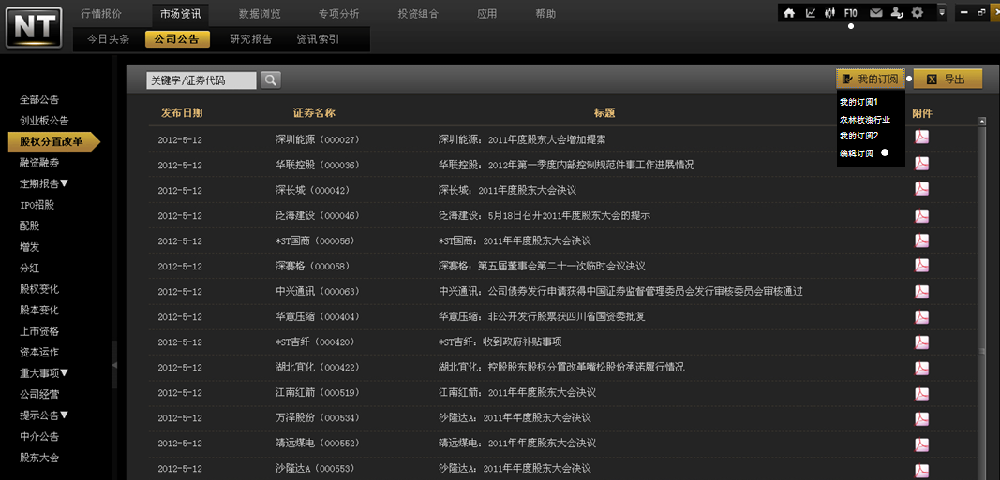 NT
行情报价 市场资讯 数据浏览 专项分析 投资组合 应用 帮助 F10
今日头条 公司公告 研究报告 资讯索引
关键字/证券代码 我的订阅 导出
我的订阅1
农林牧渔行业
我的订阅2
编辑订阅
全部公告
创业板公告
股权分置改革
融资融券
定期报告▼
IPO招股
配股
增发
分红
股权变化
股本变化
上市资格
资本运作
重大事项▼
公司经营
提示公告▼
中介公告
股东大会
发布日期 证券名称 标题 附件
2012-5-12 深圳能源（000027） 深圳能源：2011年度股东大会增加提案
2012-5-12 华联控股（000036） 华联控股：2012年第一季度内部控制规范件事工作进展情况
2012-5-12 深长城（000042） 深长城：2011年度股东大会决议
2012-5-12 泛海建设（000046） 泛海建设：5月18日召开2011年度股东大会的提示
2012-5-12 *ST国商（000056） *ST国商：2011年年度股东大会决议
2012-5-12 深赛格（000058） 深赛格：第五届董事会第二十一次临时会议决议
2012-5-12 中兴通讯（000063） 中兴通讯：公司债券发行申请获得中国证券监督管理委员会发行审核委员会审核通过
2012-5-12 华意压缩（000404） 华意压缩：非公开发行股票获四川省国资委批复
2012-5-12 *ST吉纤（000420） *ST吉纤：收到政府补贴事项
2012-5-12 湖北宜化（000422） 湖北宜化：控股股东股权分置改革嘴松股份承诺履行情况
2012-5-12 江南红箭（000519） 江南红箭：2011年年度股东大会决议
2012-5-12 万泽股份（000534） 沙隆达A：2011年年度股东大会决议
2012-5-12 靖远煤电（000552） 靖远煤电：2011年年度股东大会决议
2012-5-12 沙隆达A（000553） 沙隆达A：2011年年度股东大会决议